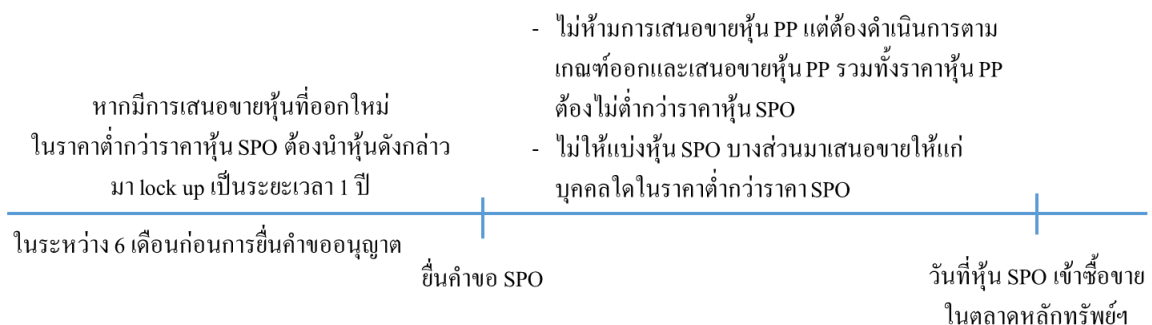 - ไม่ห้ามการเสนอขายหุ้น PP แต่ต้องดำเนินการตาม
เกณฑ์ออกและเสนอขายหุ้น PP รวมทั้งราคาหุ้น PP
ต้องไม่ต่ำกว่าราคาหุ้น SPO
- ไม่ให้แบ่งหุ้น SPO บางส่วนมาเสนอขายให้แก่
บุคคลใดในราคาต่ำกว่าราคา SPO
หากมีการเสนอขายหุ้นที่ออกใหม่
ในราคาต่ำกว่าราคาหุ้น SPO ต้องนำหุ้นดังกล่าว
มา lock up เป็นระยะเวลา 1 ปี
ในระหว่าง 6 เดือนก่อนการยื่นคำขออนุญาต
ยื่นคำขอ SPO
วันที่หุ้น SPO เข้าซื้อขาย
ในตลาดหลักทรัพย์ฯ